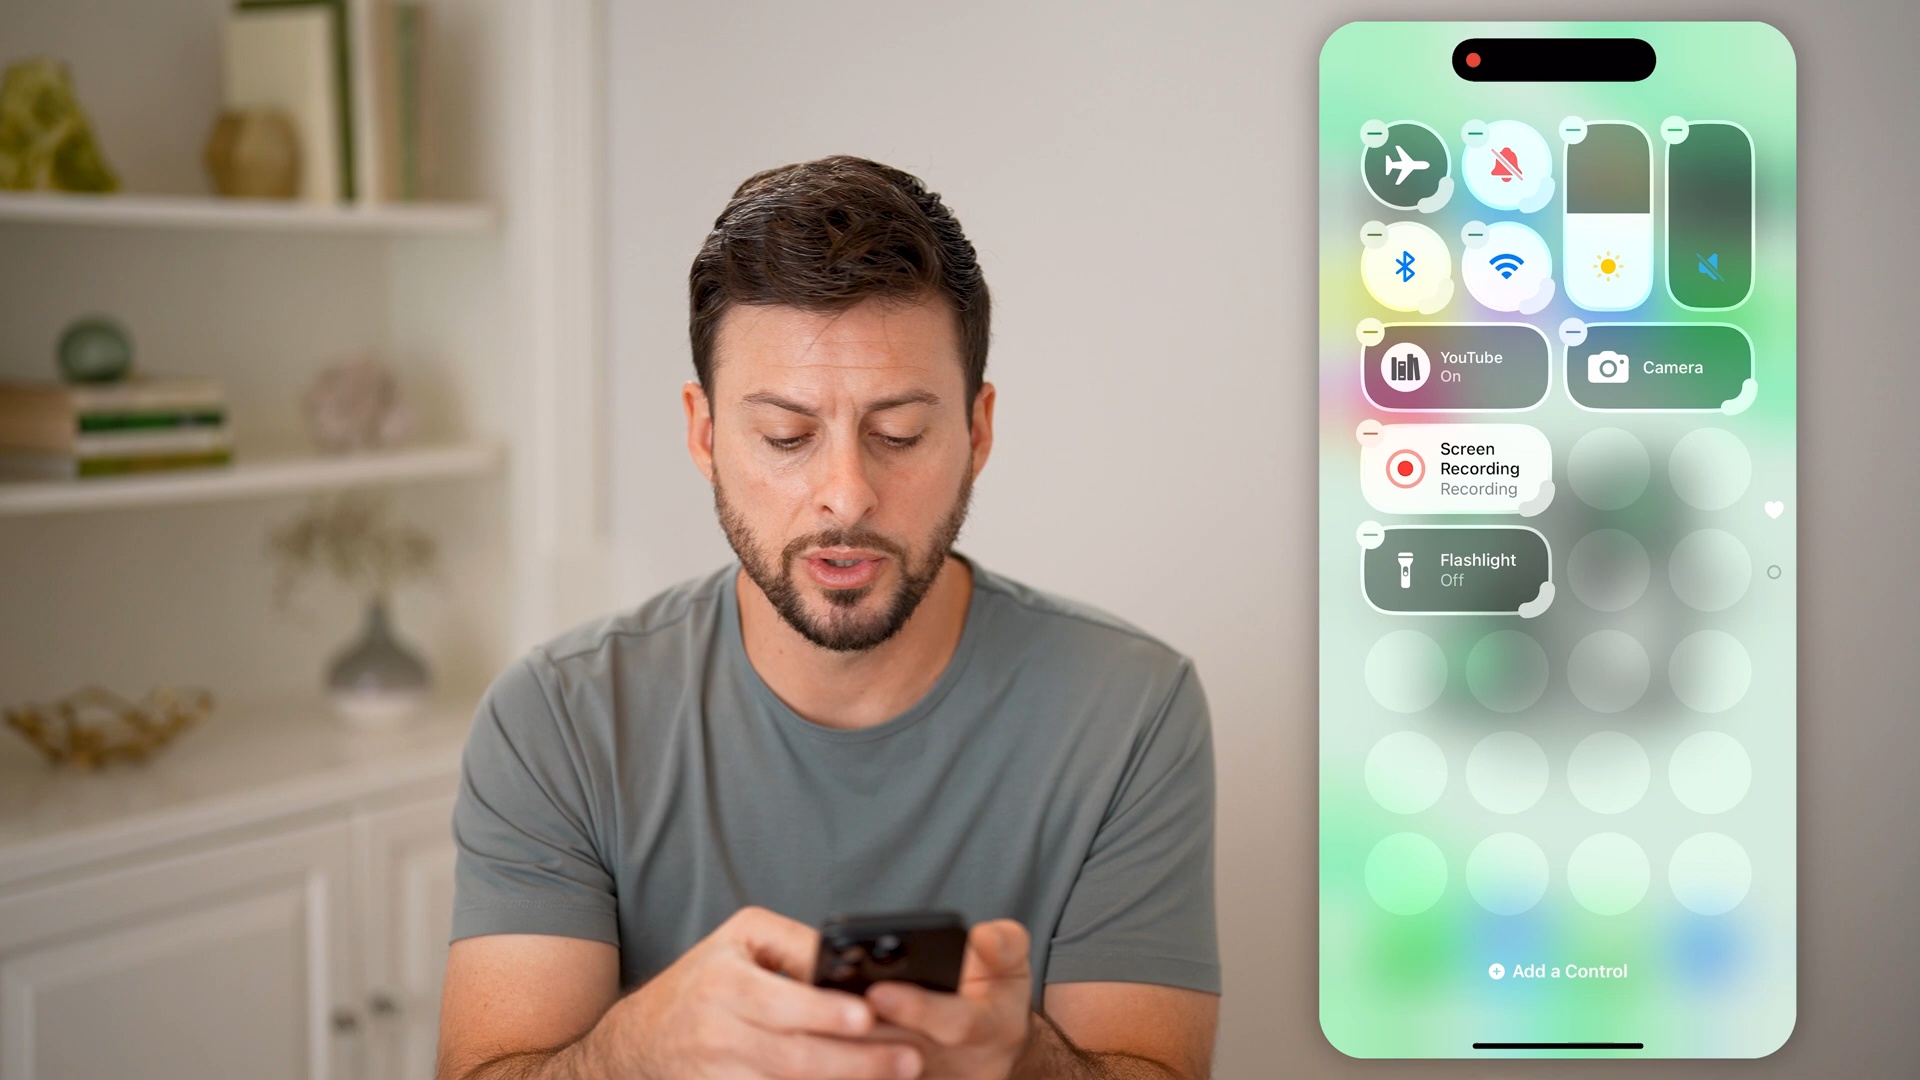 YouTube
On
Camera
Screen
Recording
Recording
Flashlight
Off
Add a Control